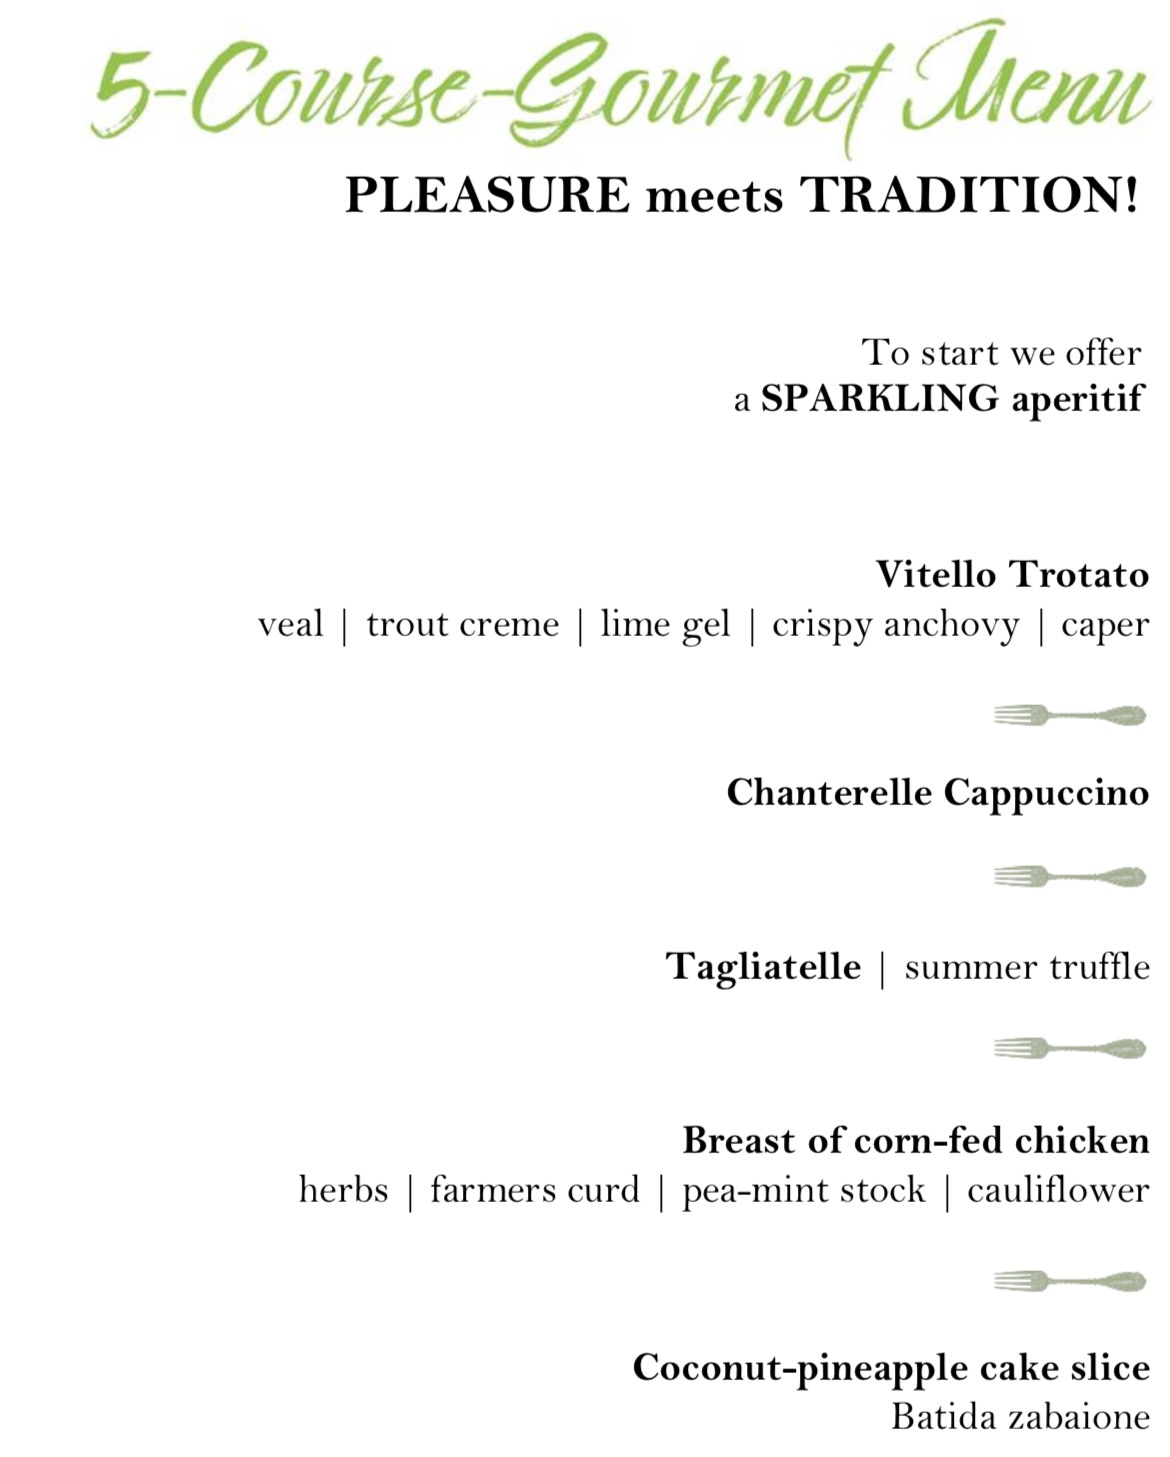 5-Course-Gourmet Menu
PLEASURE meets TRADITION!
To start we offer
a SPARKLING aperitif
Vitello Trotato
veal | trout creme | lime gel | crispy anchovy | caper
Chanterelle Cappuccino
Tagliatelle | summer truffle
Breast of corn-fed chicken
herbs | farmers curd | pea-mint stock | cauliflower
Coconut-pineapple cake slice
Batida zabaione